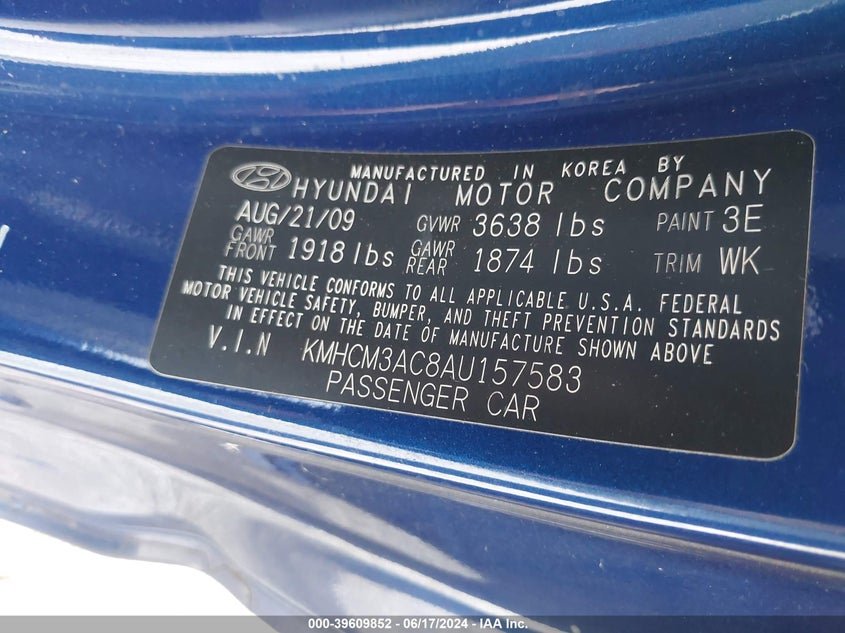 MANUFACTURED IN KOREA BY
HYUNDAI MOTOR COMPANY
AUG/21/09 GVWR 3638 lbs PAINT 3E
GAWR FRONT 1918 lbs GAWR REAR 1874 lbs TRIM WK
THIS VEHICLE CONFORMS TO ALL APPLICABLE U.S.A. FEDERAL
MOTOR VEHICLE SAFETY, BUMPER, AND THEFT PREVENTION STANDARDS
IN EFFECT ON THE DATE OF MANUFACTURE SHOWN ABOVE
V.I.N KMHCM3AC8AU157583
PASSENGER CAR
000-39609852 - 06/17/2024 - IAA Inc.